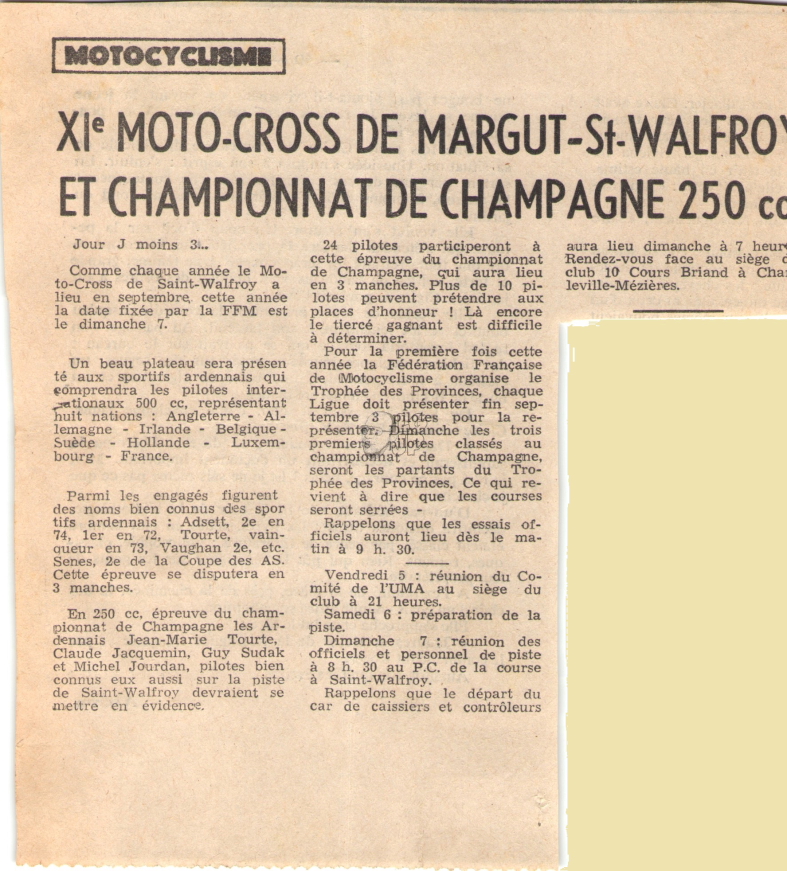 MOTOCYCLISME
XIe MOTO-CROSS DE MARGUT-St-WALFROY
ET CHAMPIONNAT DE CHAMPAGNE 250 cc
Jour J moins 3...
Comme chaque année le Mo-
to-Cross de Saint-Walfroy a
lieu en septembre, cette année
la date fixée par la FFM est
le dimanche 7.
Un beau plateau sera présen
té aux sportifs ardennais qui
comprendra les pilotes inter-
nationaux 500 cc, représentant
huit nations : Angleterre - Al-
lemagne - Irlande - Belgique -
Suède - Hollande - Luxem-
bourg - France.
Parmi les engagés figurent
des noms bien connus des spor
tifs ardennais : Adsett, 2e en
74, 1er en 72, Tourte, vain-
queur en 73, Vaughan 2e, etc.
Senes, 2e de la Coupe des AS.
Cette épreuve se disputera en
3 manches.
En 250 cc, épreuve du cham-
pionnat de Champagne les Ar-
dennais Jean-Marie Tourte,
Claude Jacquemin, Guy Sudak
et Michel Jourdan, pilotes bien
connus eux aussi sur la piste
de Saint-Walfroy devraient se
mettre en évidence.
24 pilotes participeront à
cette épreuve du championnat
de Champagne, qui aura lieu
en 3 manches. Plus de 10 pi-
lotes peuvent prétendre aux
places d'honneur ! Là encore
le tiercé gagnant est difficile
à déterminer.
Pour la première fois cette
année la Fédération Française
de Motocyclisme organise le
Trophée des Provinces, chaque
Ligue doit présenter fin sep-
tembre 3 pilotes pour la re-
présenter. Dimanche les trois
premiers pilotes classés au
championnat de Champagne,
seront les partants du Tro-
phée des Provinces. Ce qui re-
vient à dire que les courses
seront serrées -
Rappelons que les essais of-
ficiels auront lieu dès le ma-
tin à 9 h. 30.
Vendredi 5 : réunion du Co-
mité de l'UMA au siège du
club à 21 heures.
Samedi 6 : préparation de la
piste.
Dimanche 7 : réunion des
officiels et personnel de piste
à 8 h. 30 au P.C. de la course
à Saint-Walfroy.
Rappelons que le départ du
car de caissiers et contrôleurs
aura lieu dimanche à 7 heur
Rendez-vous face au siège d
club 10 Cours Briand à Cha
leville-Mézières.